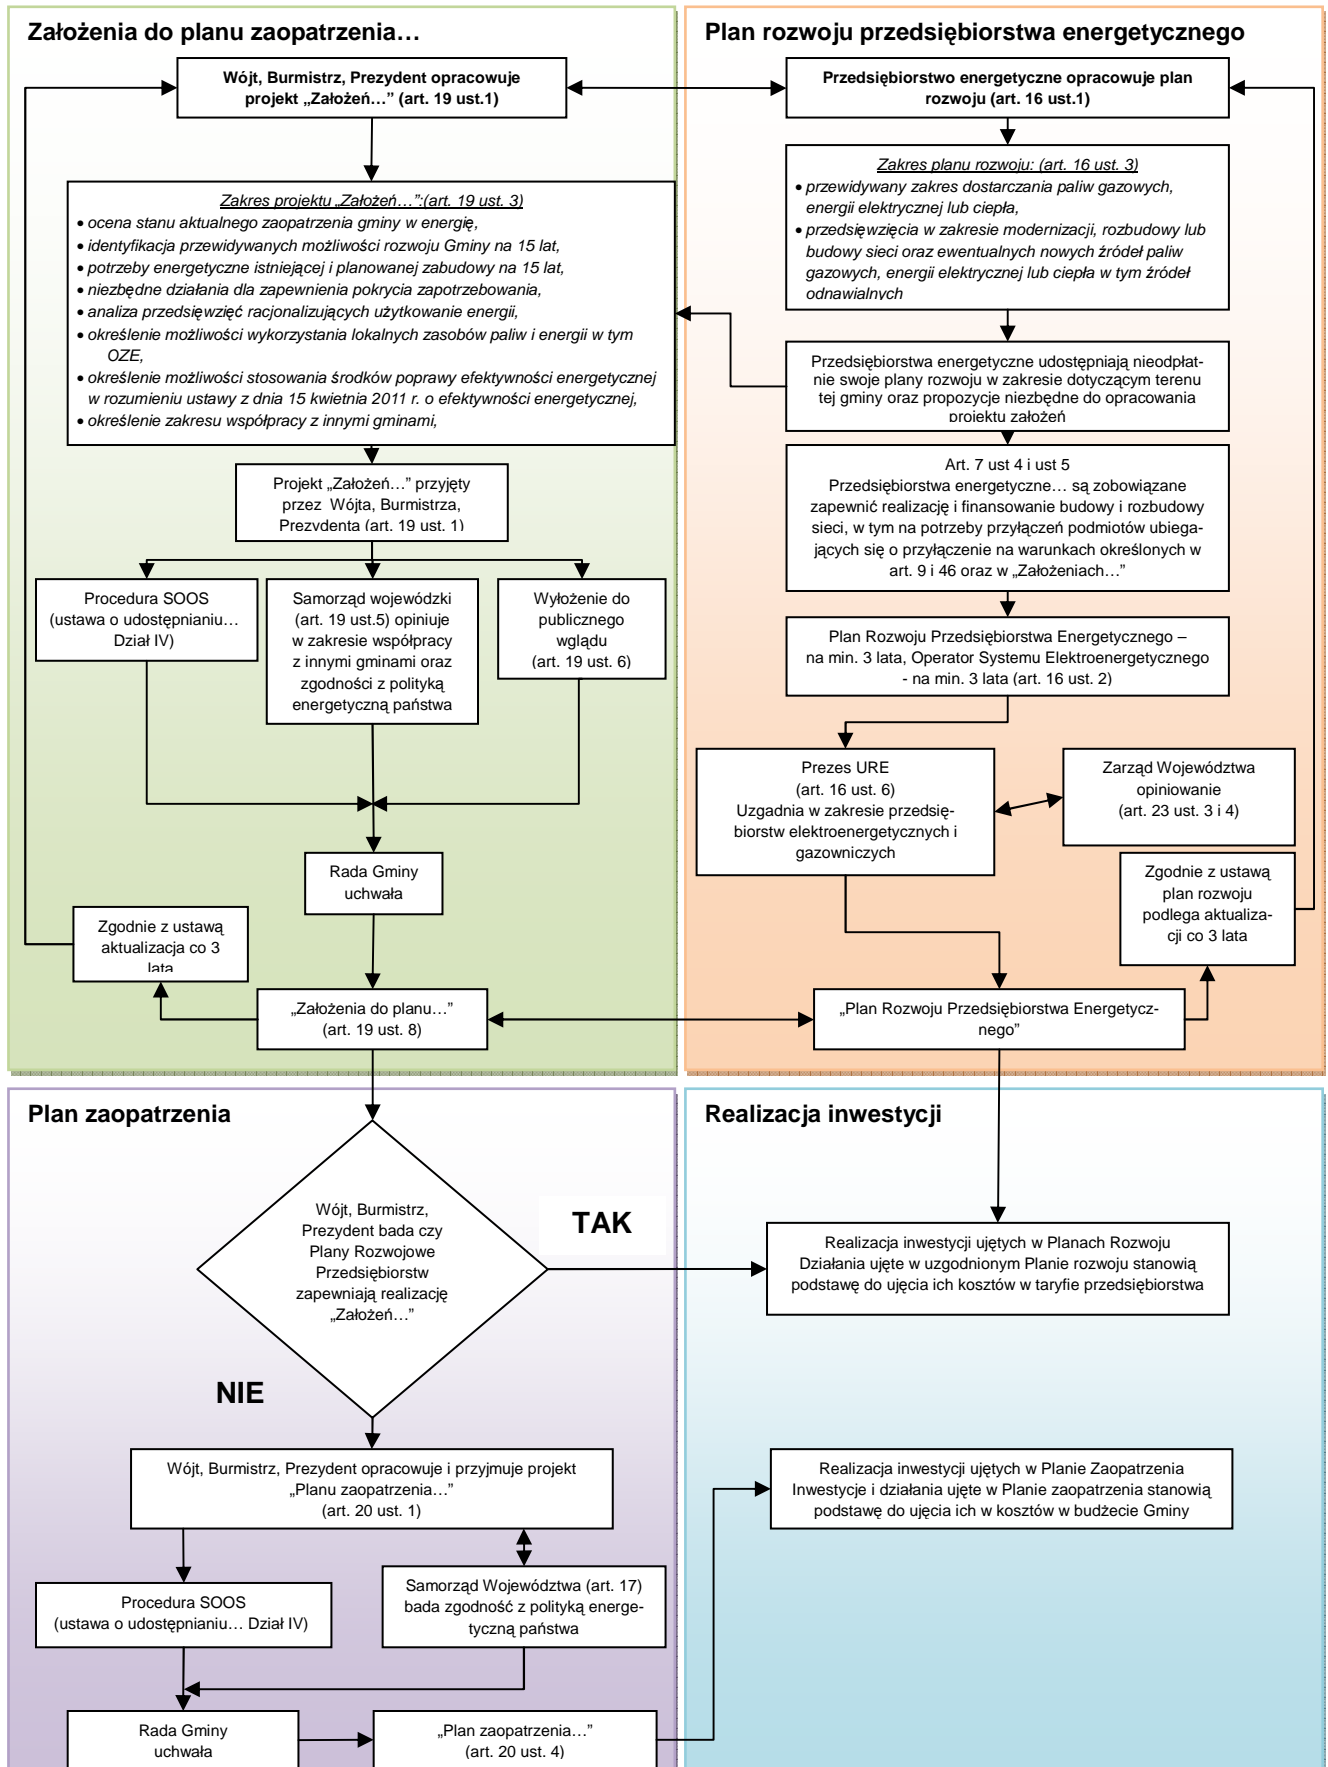 Założenia do planu zaopatrzenia…
Wójt, Burmistrz, Prezydent opracowuje
projekt „Założeń…” (art. 19 ust.1)
Zakres projektu „Założeń…”:(art. 19 ust. 3)
• ocena stanu aktualnego zaopatrzenia gminy w energię,
• identyfikacja przewidywanych możliwości rozwoju Gminy na 15 lat,
• potrzeby energetyczne istniejącej i planowanej zabudowy na 15 lat,
• niezbędne działania dla zapewnienia pokrycia zapotrzebowania,
• analiza przedsięwzięć racjonalizujących użytkowanie energii,
• określenie możliwości wykorzystania lokalnych zasobów paliw i energii w tym
OZE,
• określenie możliwości stosowania środków poprawy efektywności energetycznej
w rozumieniu ustawy z dnia 15 kwietnia 2011 r. o efektywności energetycznej,
• określenie zakresu współpracy z innymi gminami,
Projekt „Założeń…” przyjęty
przez Wójta, Burmistrza,
Prezydenta (art. 19 ust. 1)
Procedura SOOS
(ustawa o udostępnianiu…
Dział IV)
Samorząd wojewódzki
(art. 19 ust.5) opiniuje
w zakresie współpracy
z innymi gminami oraz
zgodności z polityką
energetyczną państwa
Wyłożenie do
publicznego
wglądu
(art. 19 ust. 6)
Rada Gminy
uchwała
Zgodnie z ustawą
aktualizacja co 3
lata
„Założenia do planu…”
(art. 19 ust. 8)
Plan rozwoju przedsiębiorstwa energetycznego
Przedsiębiorstwo energetyczne opracowuje plan
rozwoju (art. 16 ust.1)
Zakres planu rozwoju: (art. 16 ust. 3)
• przewidywany zakres dostarczania paliw gazowych,
energii elektrycznej lub ciepła,
• przedsięwzięcia w zakresie modernizacji, rozbudowy lub
budowy sieci oraz ewentualnych nowych źródeł paliw
gazowych, energii elektrycznej lub ciepła w tym źródeł
odnawialnych
Przedsiębiorstwa energetyczne udostępniają nieodpłat-
nie swoje plany rozwoju w zakresie dotyczącym terenu
tej gminy oraz propozycje niezbędne do opracowania
projektu założeń
Art. 7 ust 4 i ust 5
Przedsiębiorstwa energetyczne… są zobowiązane
zapewnić realizację i finansowanie budowy i rozbudowy
sieci, w tym na potrzeby przyłączeń podmiotów ubiega-
jących się o przyłączenie na warunkach określonych w
art. 9 i 46 oraz w „Założeniach…”
Plan Rozwoju Przedsiębiorstwa Energetycznego –
na min. 3 lata, Operator Systemu Elektroenergetycznego
- na min. 3 lata (art. 16 ust. 2)
Prezes URE
(art. 16 ust. 6)
Uzgadnia w zakresie przedsię-
biorstw elektroenergetycznych i
gazowniczych
Zarząd Województwa
opiniowanie
(art. 23 ust. 3 i 4)
Zgodnie z ustawą
plan rozwoju
podlega aktualiza-
cji co 3 lata
„Plan Rozwoju Przedsiębiorstwa Energetycz-
nego”
Plan zaopatrzenia
Wójt, Burmistrz,
Prezydent bada czy
Plany Rozwojowe
Przedsiębiorstw
zapewniają realizację
„Założeń…”
TAK
NIE
Wójt, Burmistrz, Prezydent opracowuje i przyjmuje projekt
„Planu zaopatrzenia…”
(art. 20 ust. 1)
Procedura SOOS
(ustawa o udostępnianiu… Dział IV)
Samorząd Województwa (art. 17)
bada zgodność z polityką energe-
tyczną państwa
Rada Gminy
uchwała
„Plan zaopatrzenia…”
(art. 20 ust. 4)
Realizacja inwestycji
Realizacja inwestycji ujętych w Planach Rozwoju
Działania ujęte w uzgodnionym Planie rozwoju stanowią
podstawę do ujęcia ich kosztów w taryfie przedsiębiorstwa
Realizacja inwestycji ujętych w Planie Zaopatrzenia
Inwestycje i działania ujęte w Planie zaopatrzenia stanowią
podstawę do ujęcia ich w kosztów w budżecie Gminy